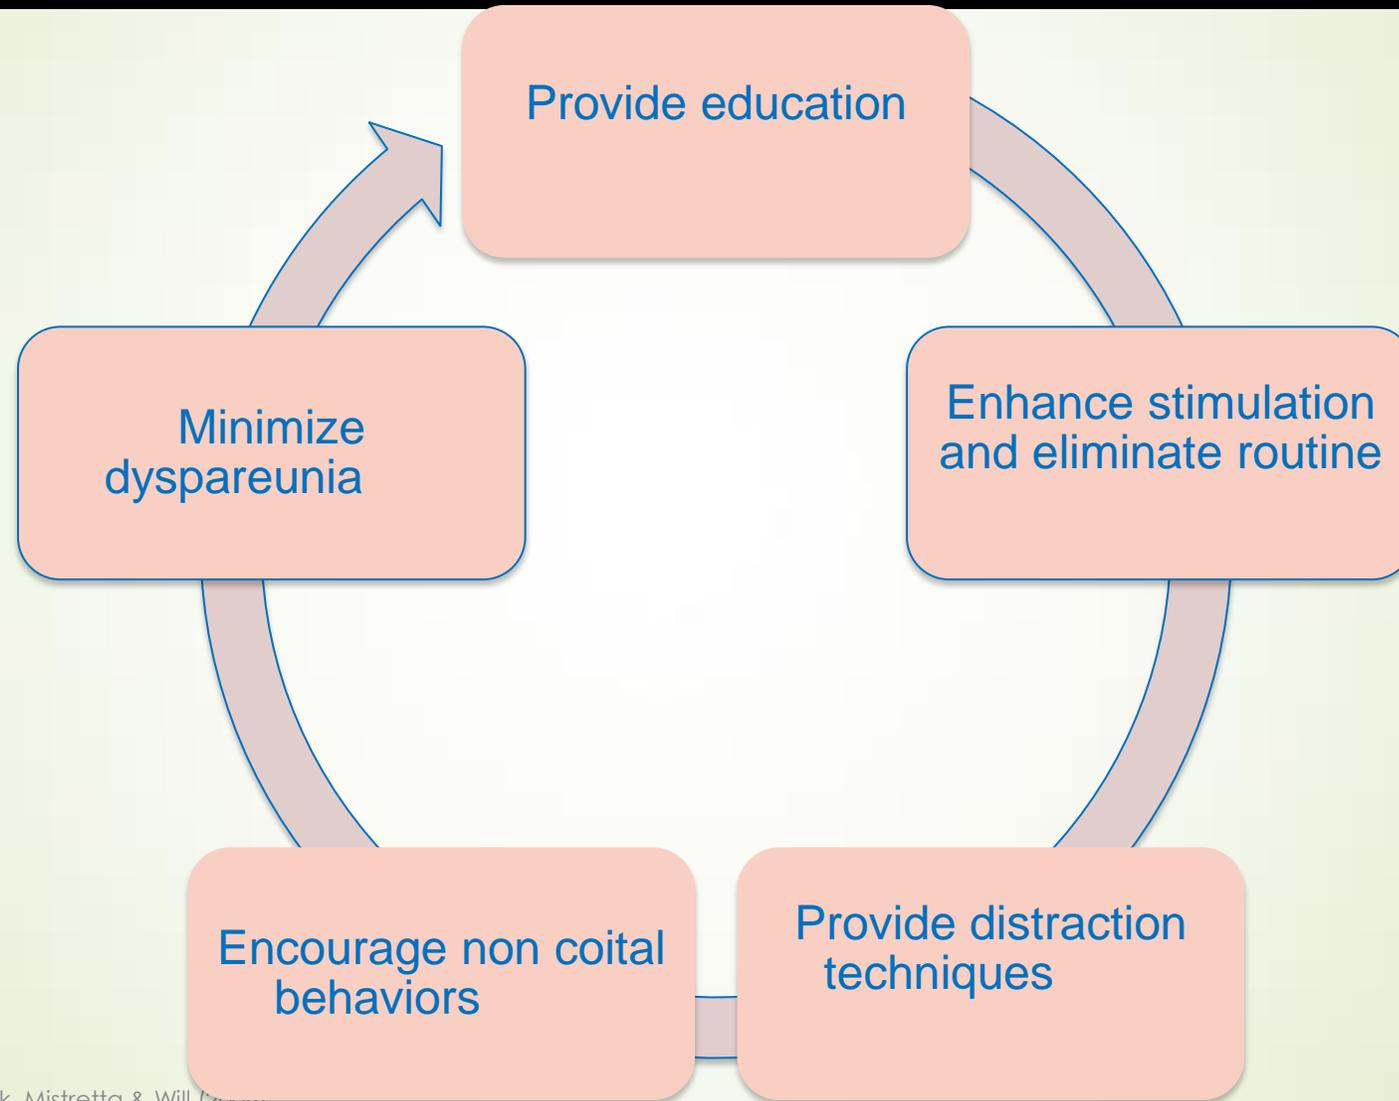 Provide education
Enhance stimulation
and eliminate routine
Provide distraction
techniques
Encourage non coital
behaviors
Minimize
dyspareunia
Mistretta & Will